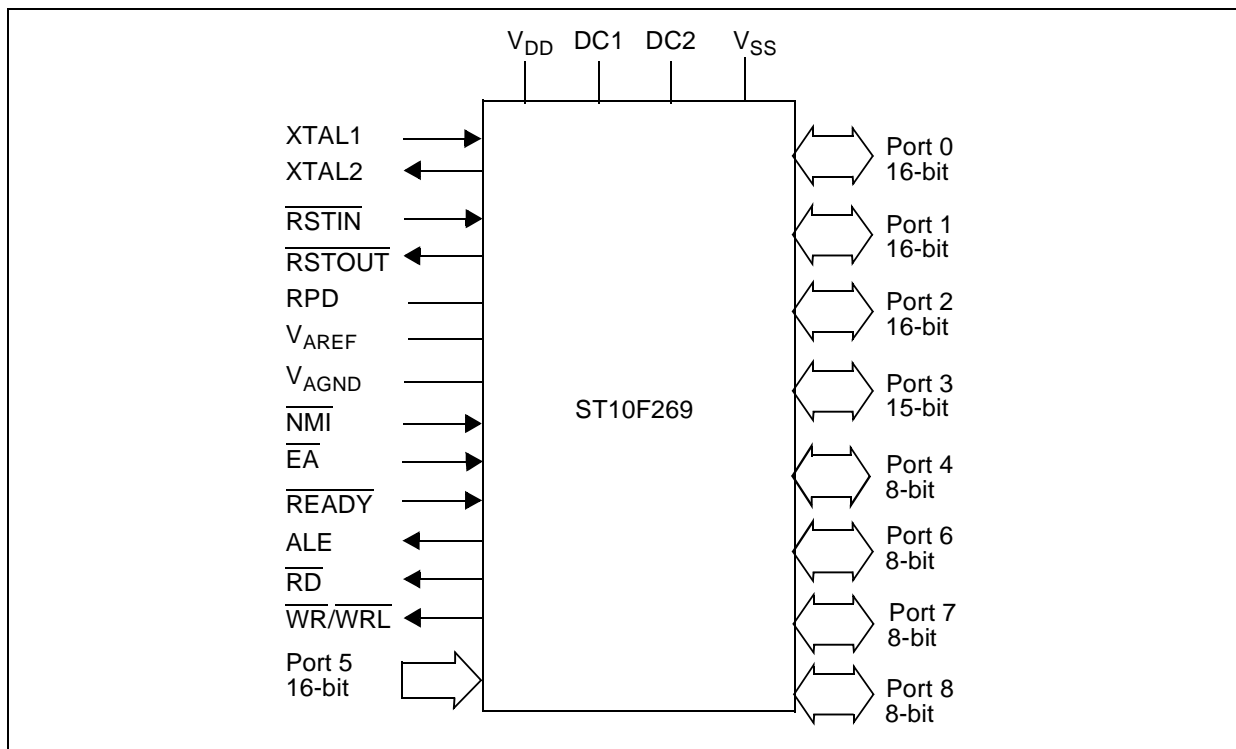 VDD DC1 DC2 VSS
XTAL1
XTAL2
RSTIN
RSTOUT
RPD
VAREF
VAGND
NMI
EA
READY
ALE
RD
WR/WRL
Port 5
16-bit
ST10F269
Port 0
16-bit
Port 1
16-bit
Port 2
16-bit
Port 3
15-bit
Port 4
8-bit
Port 6
8-bit
Port 7
8-bit
Port 8
8-bit